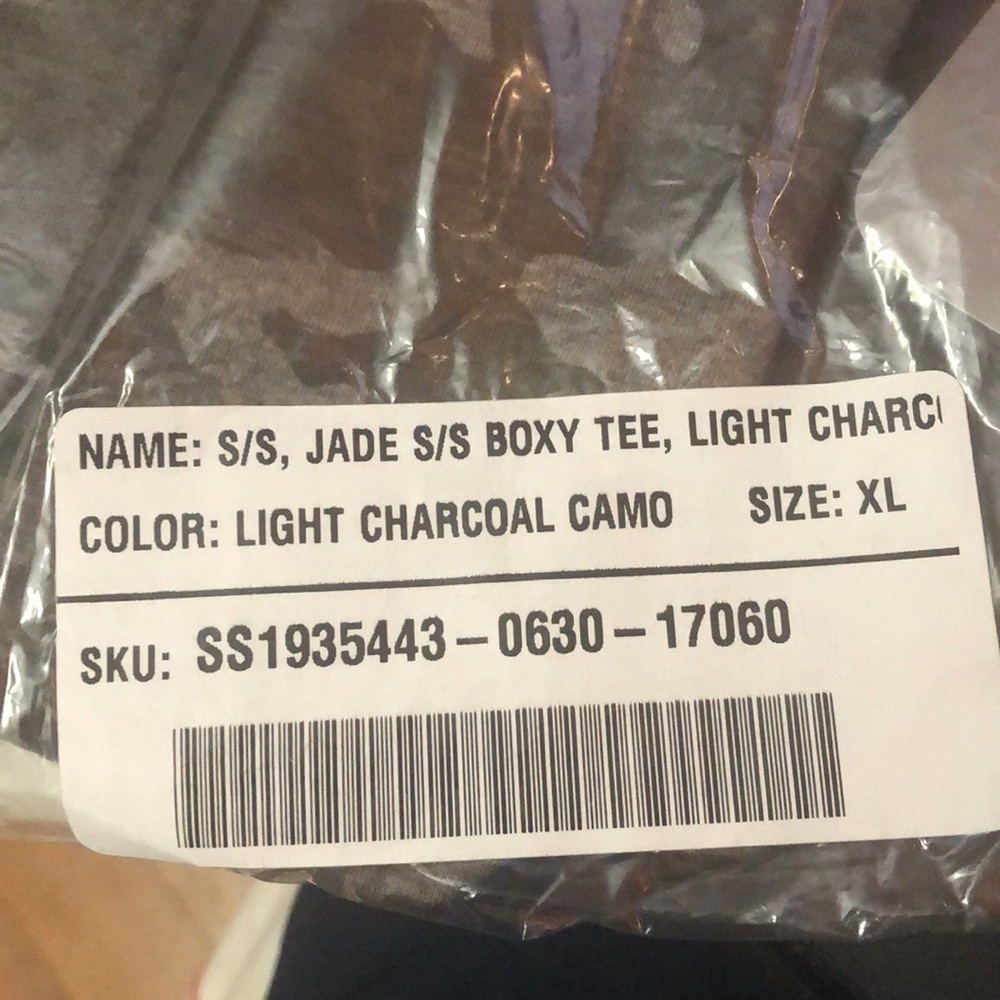 NAME: S/S, JADE S/S BOXY TEE, LIGHT CHARC
COLOR: LIGHT CHARCOAL CAMO SIZE: XL
SKU: SS1935443-0630-17060